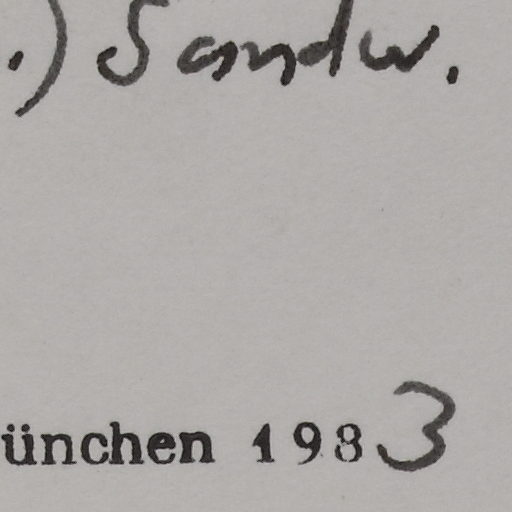 .) Sandw.
ünchen 1983